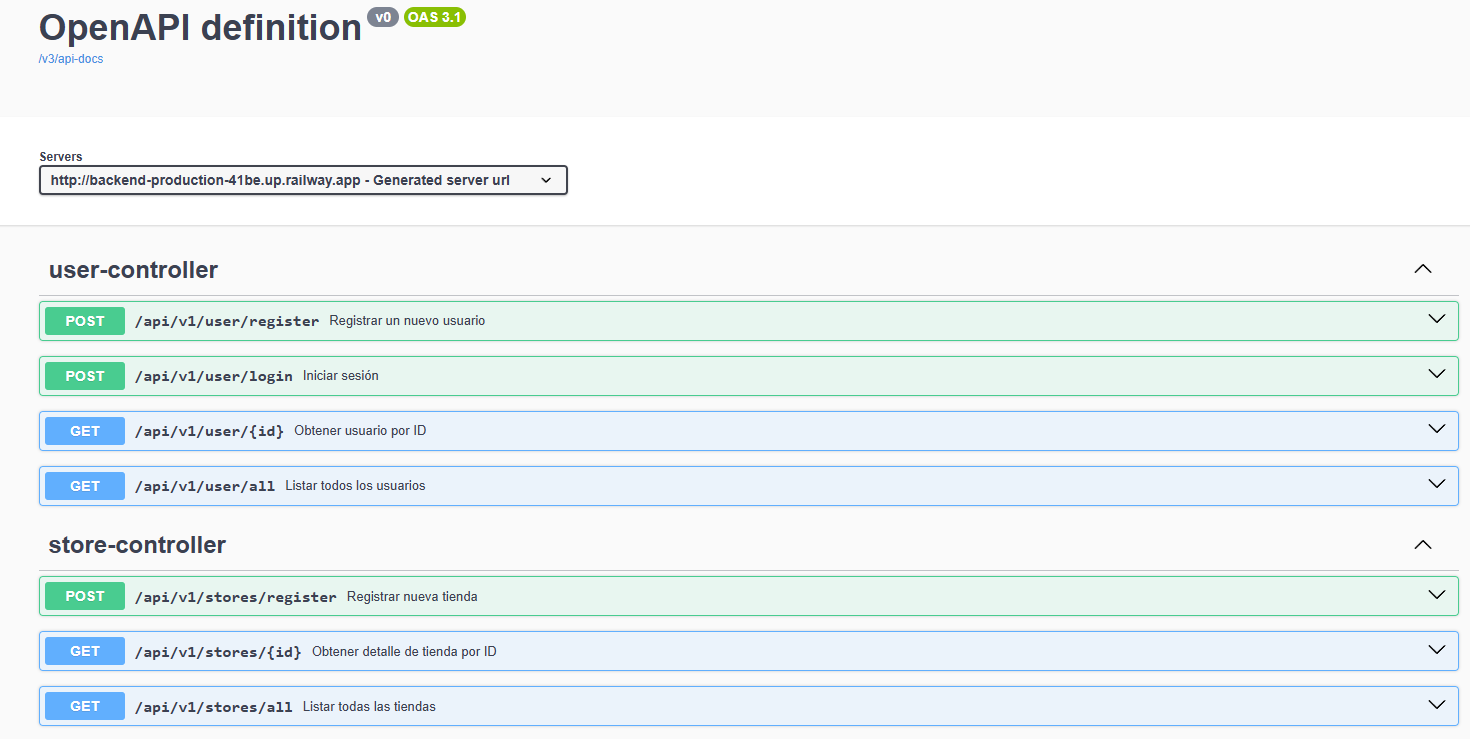 OpenAPI definition v0 OAS 3.1
/v3/api-docs
Servers
http://backend-production-41be.up.railway.app - Generated server url
user-controller
POST /api/v1/user/register Registrar un nuevo usuario
POST /api/v1/user/login Iniciar sesión
GET /api/v1/user/{id} Obtener usuario por ID
GET /api/v1/user/all Listar todos los usuarios
store-controller
POST /api/v1/stores/register Registrar nueva tienda
GET /api/v1/stores/{id} Obtener detalle de tienda por ID
GET /api/v1/stores/all Listar todas las tiendas